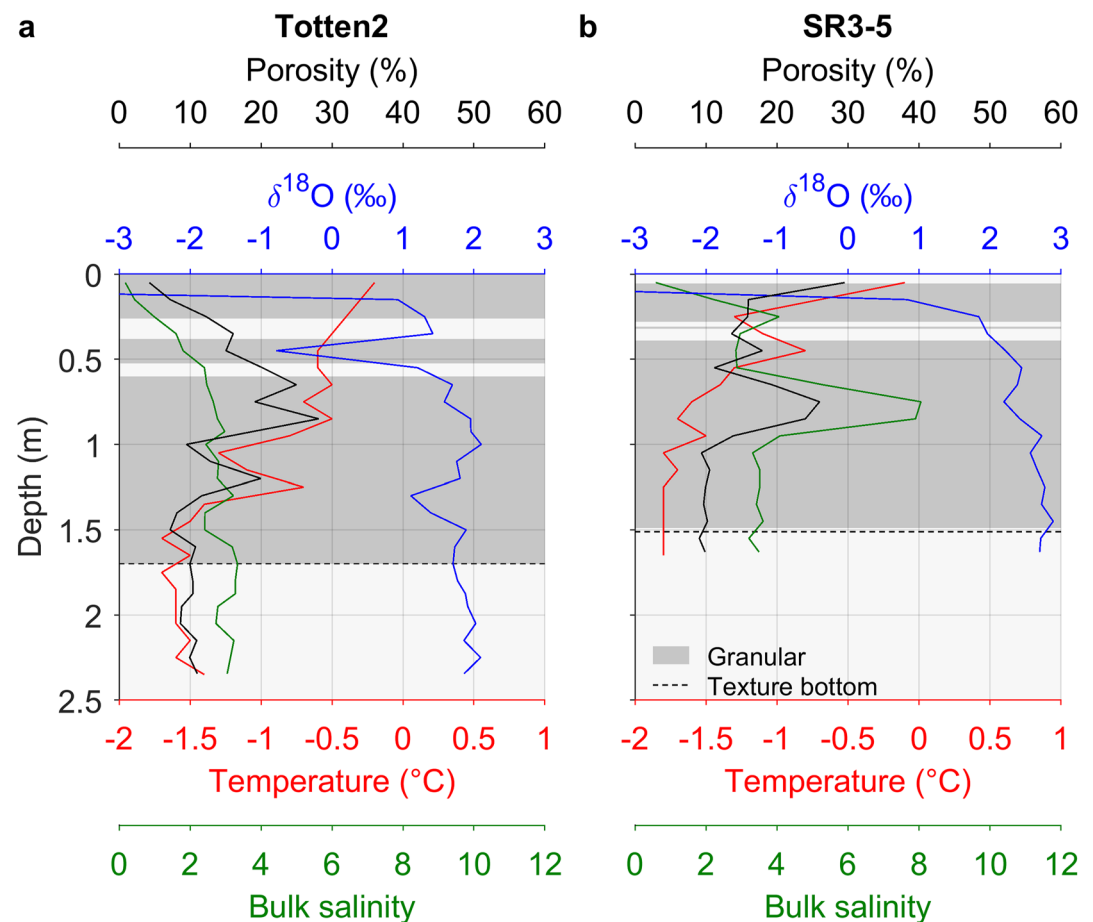 a
Totten2
Porosity (%)
0 10 20 30 40 50 60
δ18O (‰)
-3 -2 -1 0 1 2 3
0
0.5
1
1.5
2
2.5
Depth (m)
-2 -1.5 -1 -0.5 0 0.5 1
Temperature (°C)
0 2 4 6 8 10 12
Bulk salinity
b
SR3-5
Porosity (%)
0 10 20 30 40 50 60
δ18O (‰)
-3 -2 -1 0 1 2 3
Granular
Texture bottom
-2 -1.5 -1 -0.5 0 0.5 1
Temperature (°C)
0 2 4 6 8 10 12
Bulk salinity